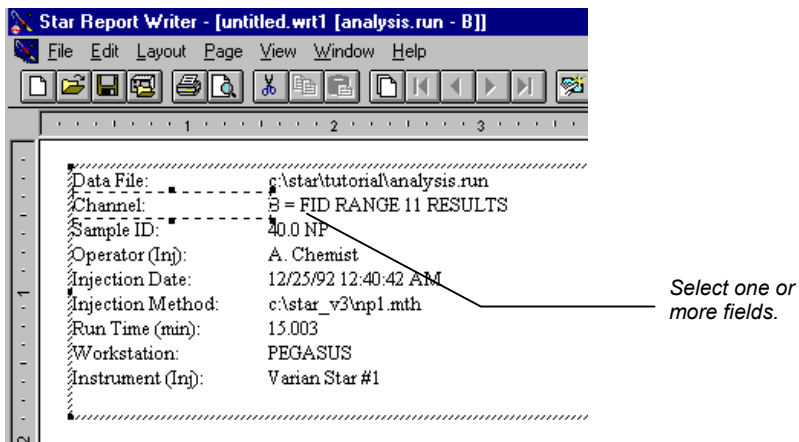 Star Report Writer - [untitled.wrt1 [analysis.run - B]]
File Edit Layout Page View Window Help
1 2 3
Data File: c:\star\tutorial\analysis.run
Channel: B = FID RANGE 11 RESULTS
Sample ID: 40.0 NP
Operator (Inj): A. Chemist
Injection Date: 12/25/92 12:40:42 AM
Injection Method: c:\star_v3\np1.mth
Run Time (min): 15.003
Workstation: PEGASUS
Instrument (Inj): Varian Star #1
1
2
Select one or
more fields.